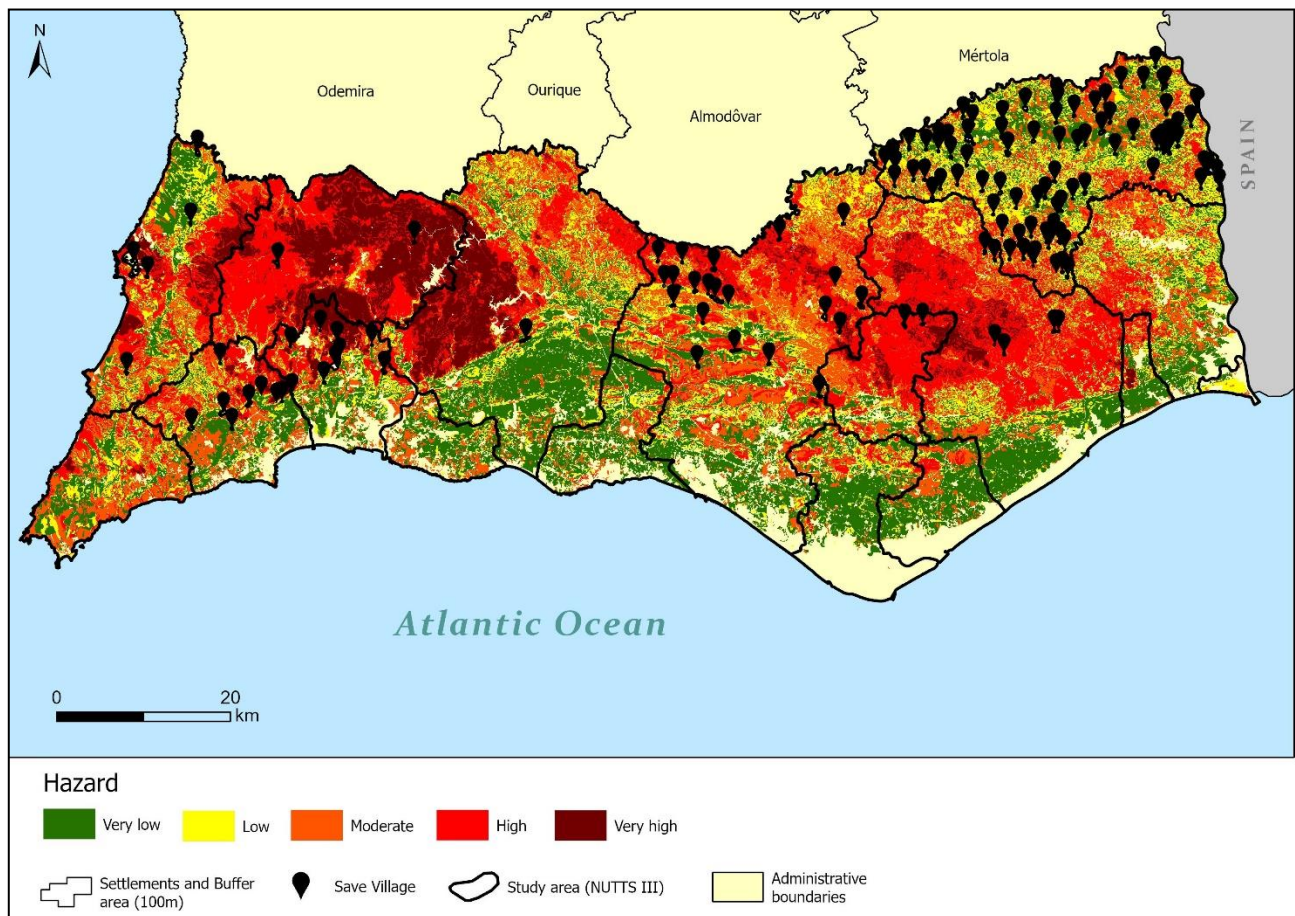 N
Odemira
Ourique
Almodôvar
Mértola
SPAIN
Atlantic Ocean
0 20
km
Hazard
Very low
Low
Moderate
High
Very high
Settlements and Buffer
area (100m)
Save Village
Study area (NUTTS III)
Administrative
boundaries